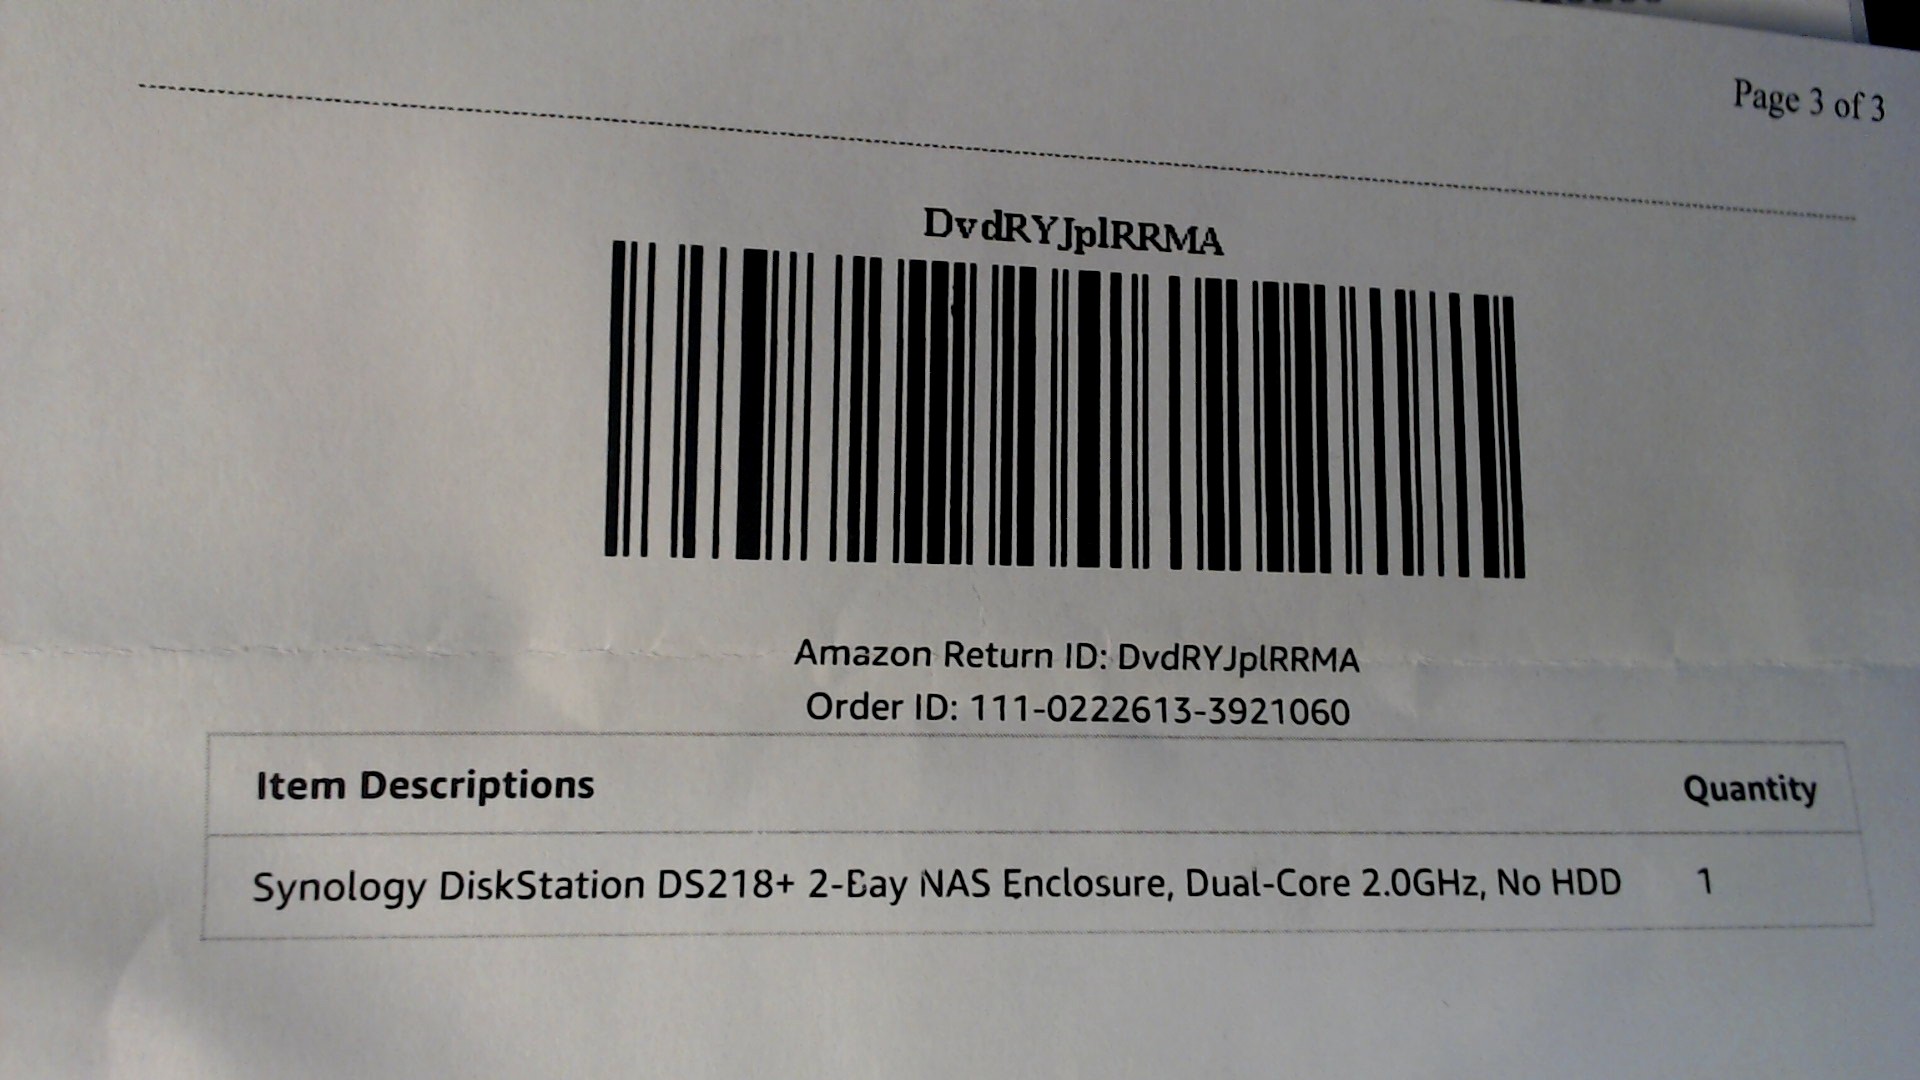 Page 3 of 3
DvdRYJplRRMA
Amazon Return ID: DvdRYJplRRMA
Order ID: 111-0222613-3921060
Item Descriptions Quantity
Synology DiskStation DS218+ 2-Bay NAS Enclosure, Dual-Core 2.0GHz, No HDD 1